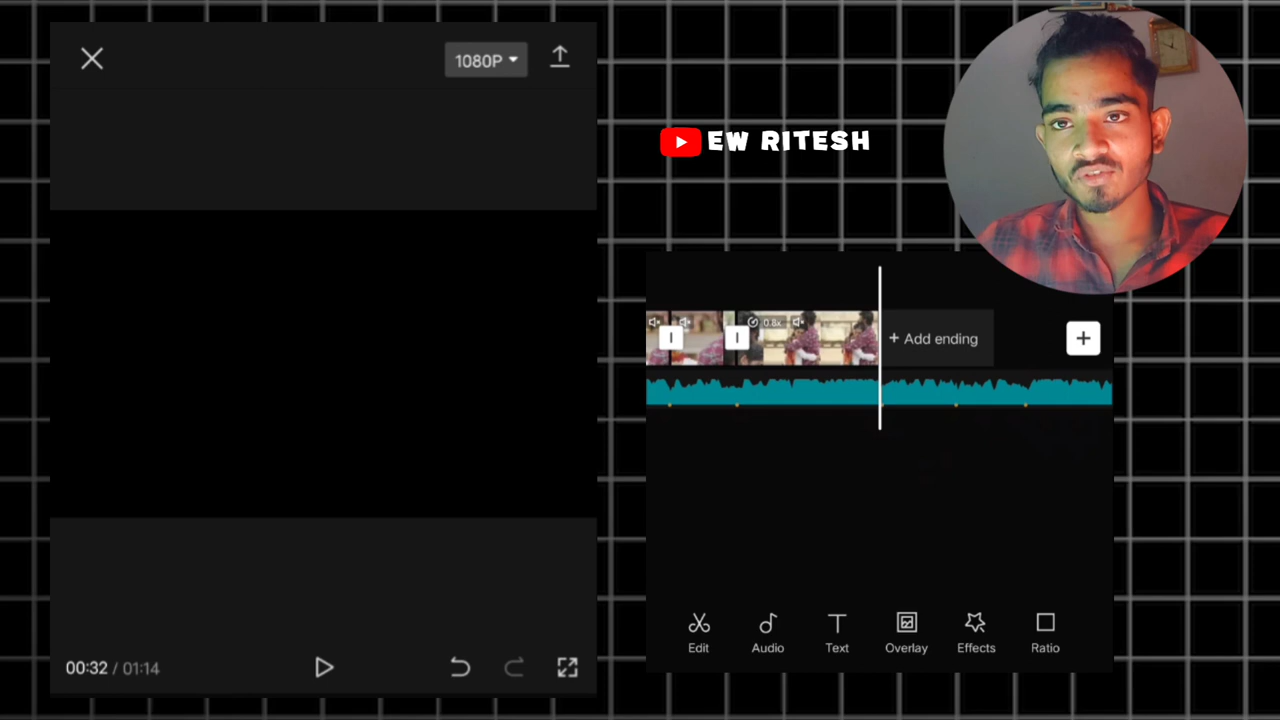 1080P
EW RITESH
0.8x
+ Add ending
00:32 / 01:14
Edit
Audio
Text
Overlay
Effects
Ratio